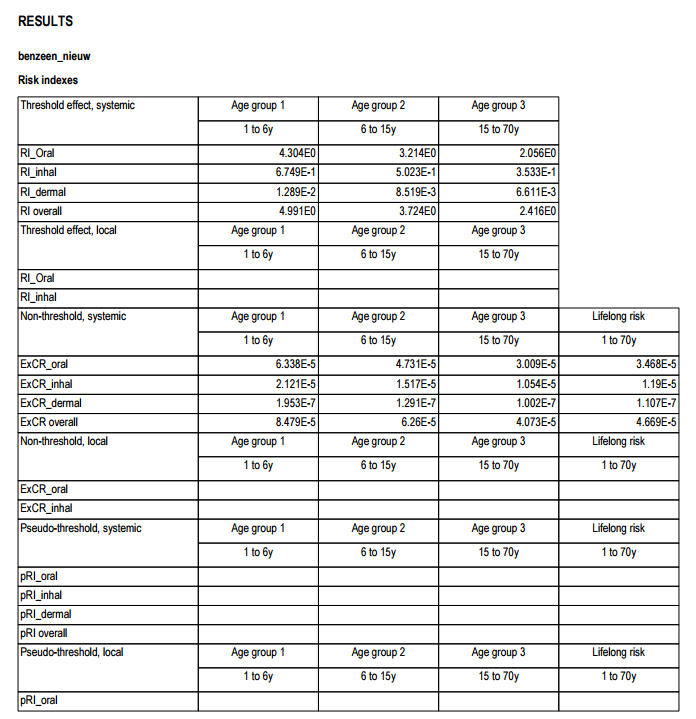 RESULTS
benzeen_nieuw
Risk indexes
Threshold effect, systemic Age group 1 Age group 2 Age group 3
1 to 6y 6 to 15y 15 to 70y
RI_Oral 4.304E0 3.214E0 2.056E0
RI_inhal 6.749E-1 5.023E-1 3.533E-1
RI_dermal 1.289E-2 8.519E-3 6.611E-3
RI overall 4.991E0 3.724E0 2.416E0
Threshold effect, local Age group 1 Age group 2 Age group 3
1 to 6y 6 to 15y 15 to 70y
RI_Oral
RI_inhal
Non-threshold, systemic Age group 1 Age group 2 Age group 3 Lifelong risk
1 to 6y 6 to 15y 15 to 70y 1 to 70y
ExCR_oral 6.338E-5 4.731E-5 3.009E-5 3.468E-5
ExCR_inhal 2.121E-5 1.517E-5 1.054E-5 1.19E-5
ExCR_dermal 1.953E-7 1.291E-7 1.002E-7 1.107E-7
ExCR overall 8.479E-5 6.26E-5 4.073E-5 4.669E-5
Non-threshold, local Age group 1 Age group 2 Age group 3 Lifelong risk
1 to 6y 6 to 15y 15 to 70y 1 to 70y
ExCR_oral
ExCR_inhal
Pseudo-threshold, systemic Age group 1 Age group 2 Age group 3 Lifelong risk
1 to 6y 6 to 15y 15 to 70y 1 to 70y
pRI_oral
pRI_inhal
pRI_dermal
pRI overall
Pseudo-threshold, local Age group 1 Age group 2 Age group 3 Lifelong risk
1 to 6y 6 to 15y 15 to 70y 1 to 70y
pRI_oral